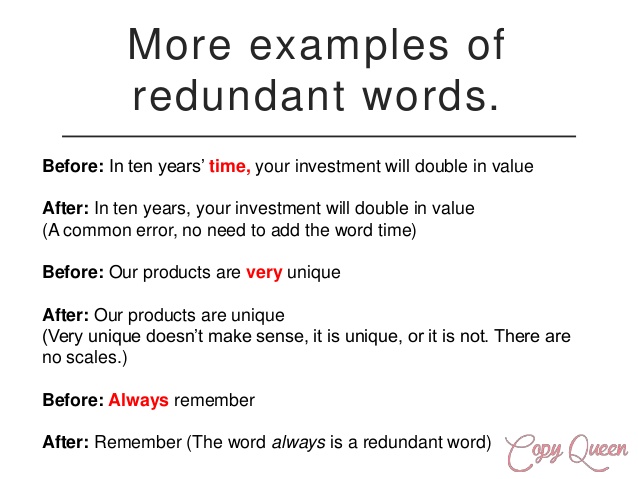 More examples of
redundant words.
Before: In ten years’ time, your investment will double in value
After: In ten years, your investment will double in value
(A common error, no need to add the word time)
Before: Our products are very unique
After: Our products are unique
(Very unique doesn’t make sense, it is unique, or it is not. There are
no scales.)
Before: Always remember
After: Remember (The word always is a redundant word)
Copy Queen